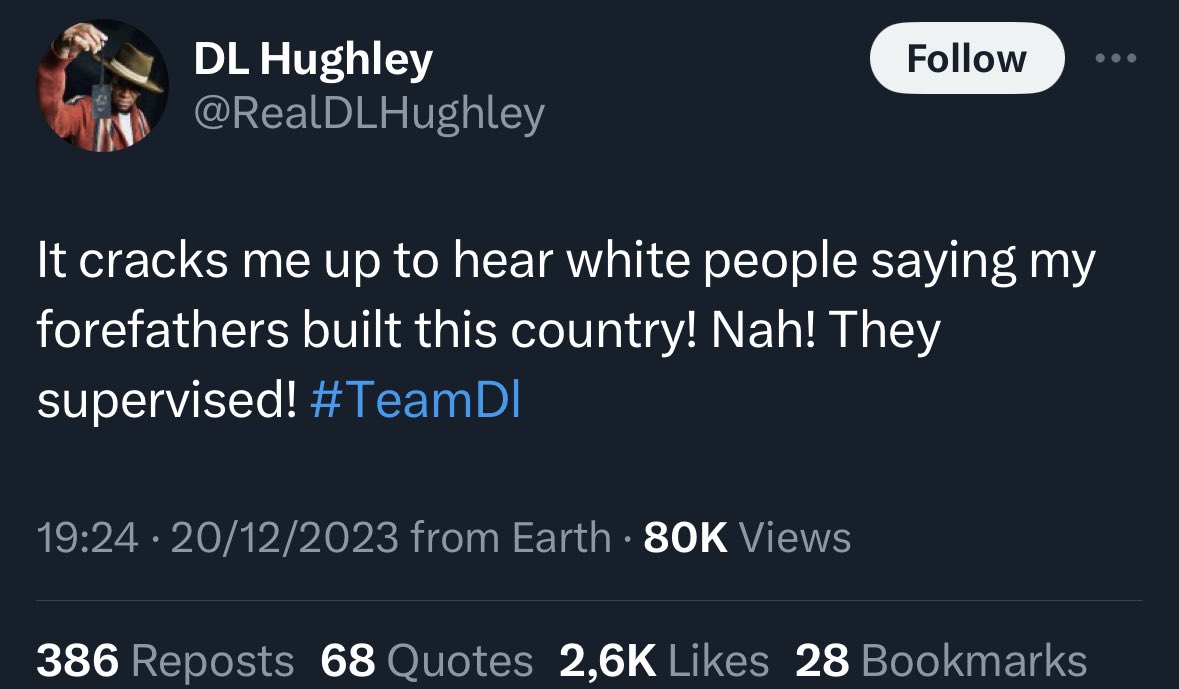 DL Hughley
Follow
@RealDLHughley
It cracks me up to hear white people saying my
forefathers built this country! Nah! They
supervised! #TeamDl
19:24 · 20/12/2023 from Earth · 80K Views
386 Reposts 68 Quotes 2,6K Likes 28 Bookmarks